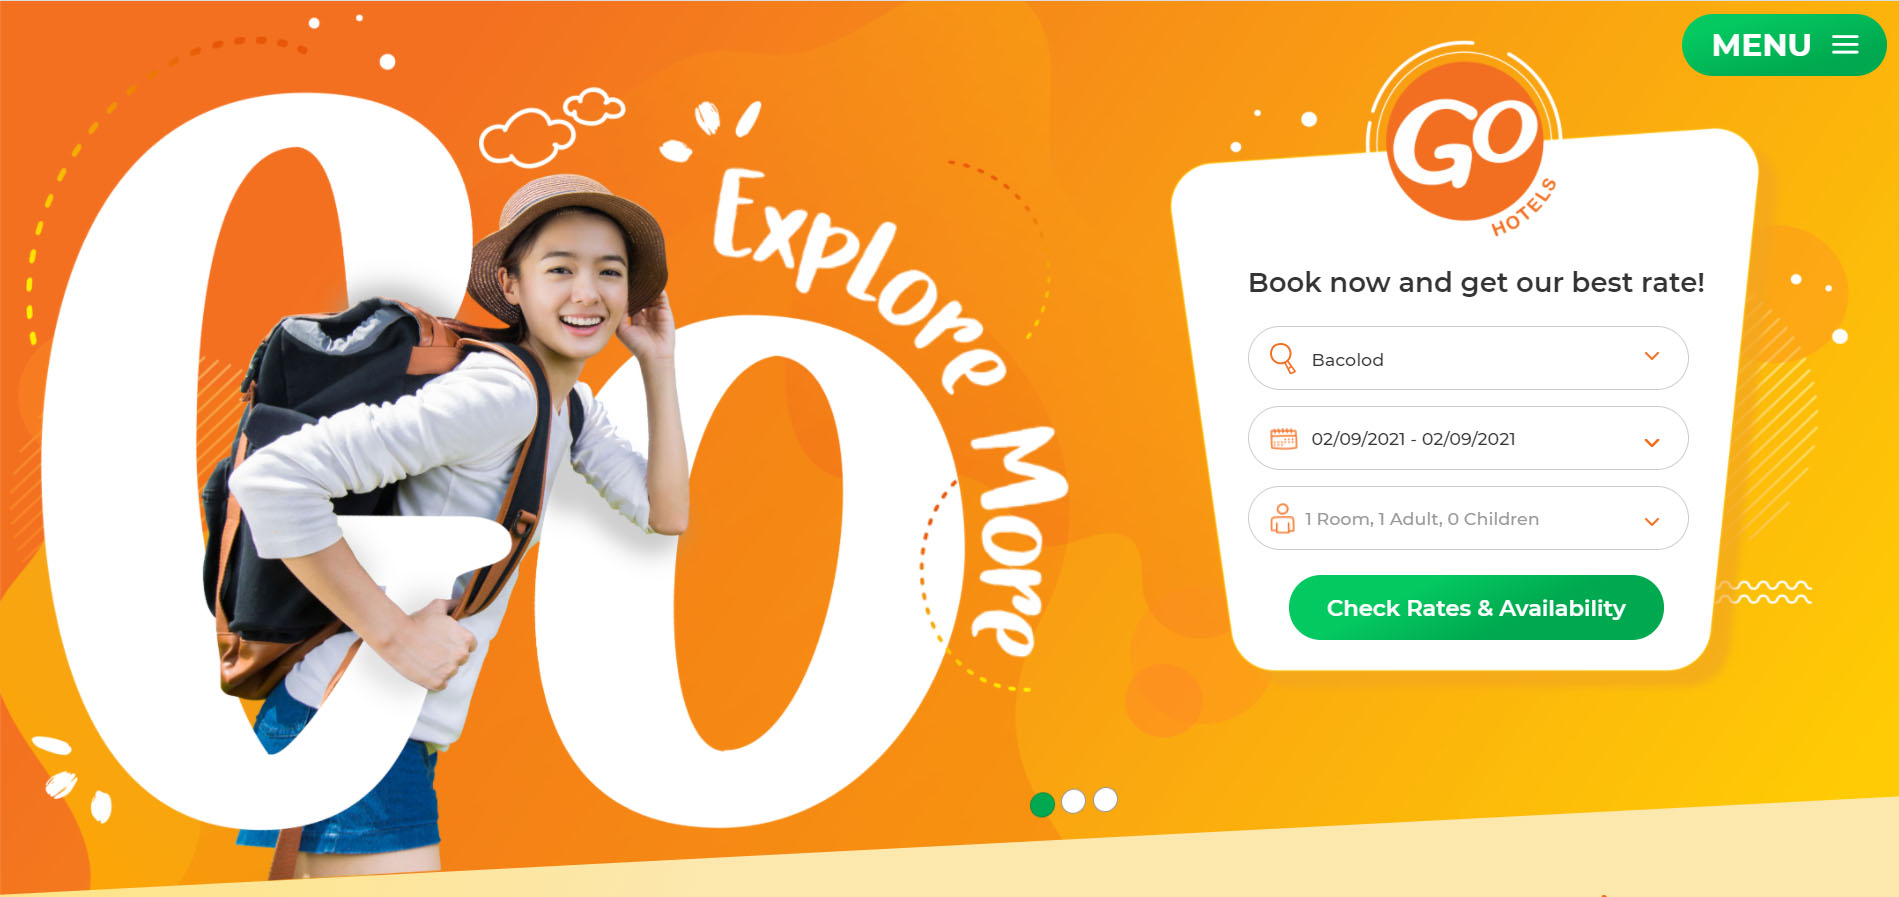 MENU
GO
Explore More
GO
HOTELS
Book now and get our best rate!
Bacolod
02/09/2021 - 02/09/2021
1 Room, 1 Adult, 0 Children
Check Rates & Availability